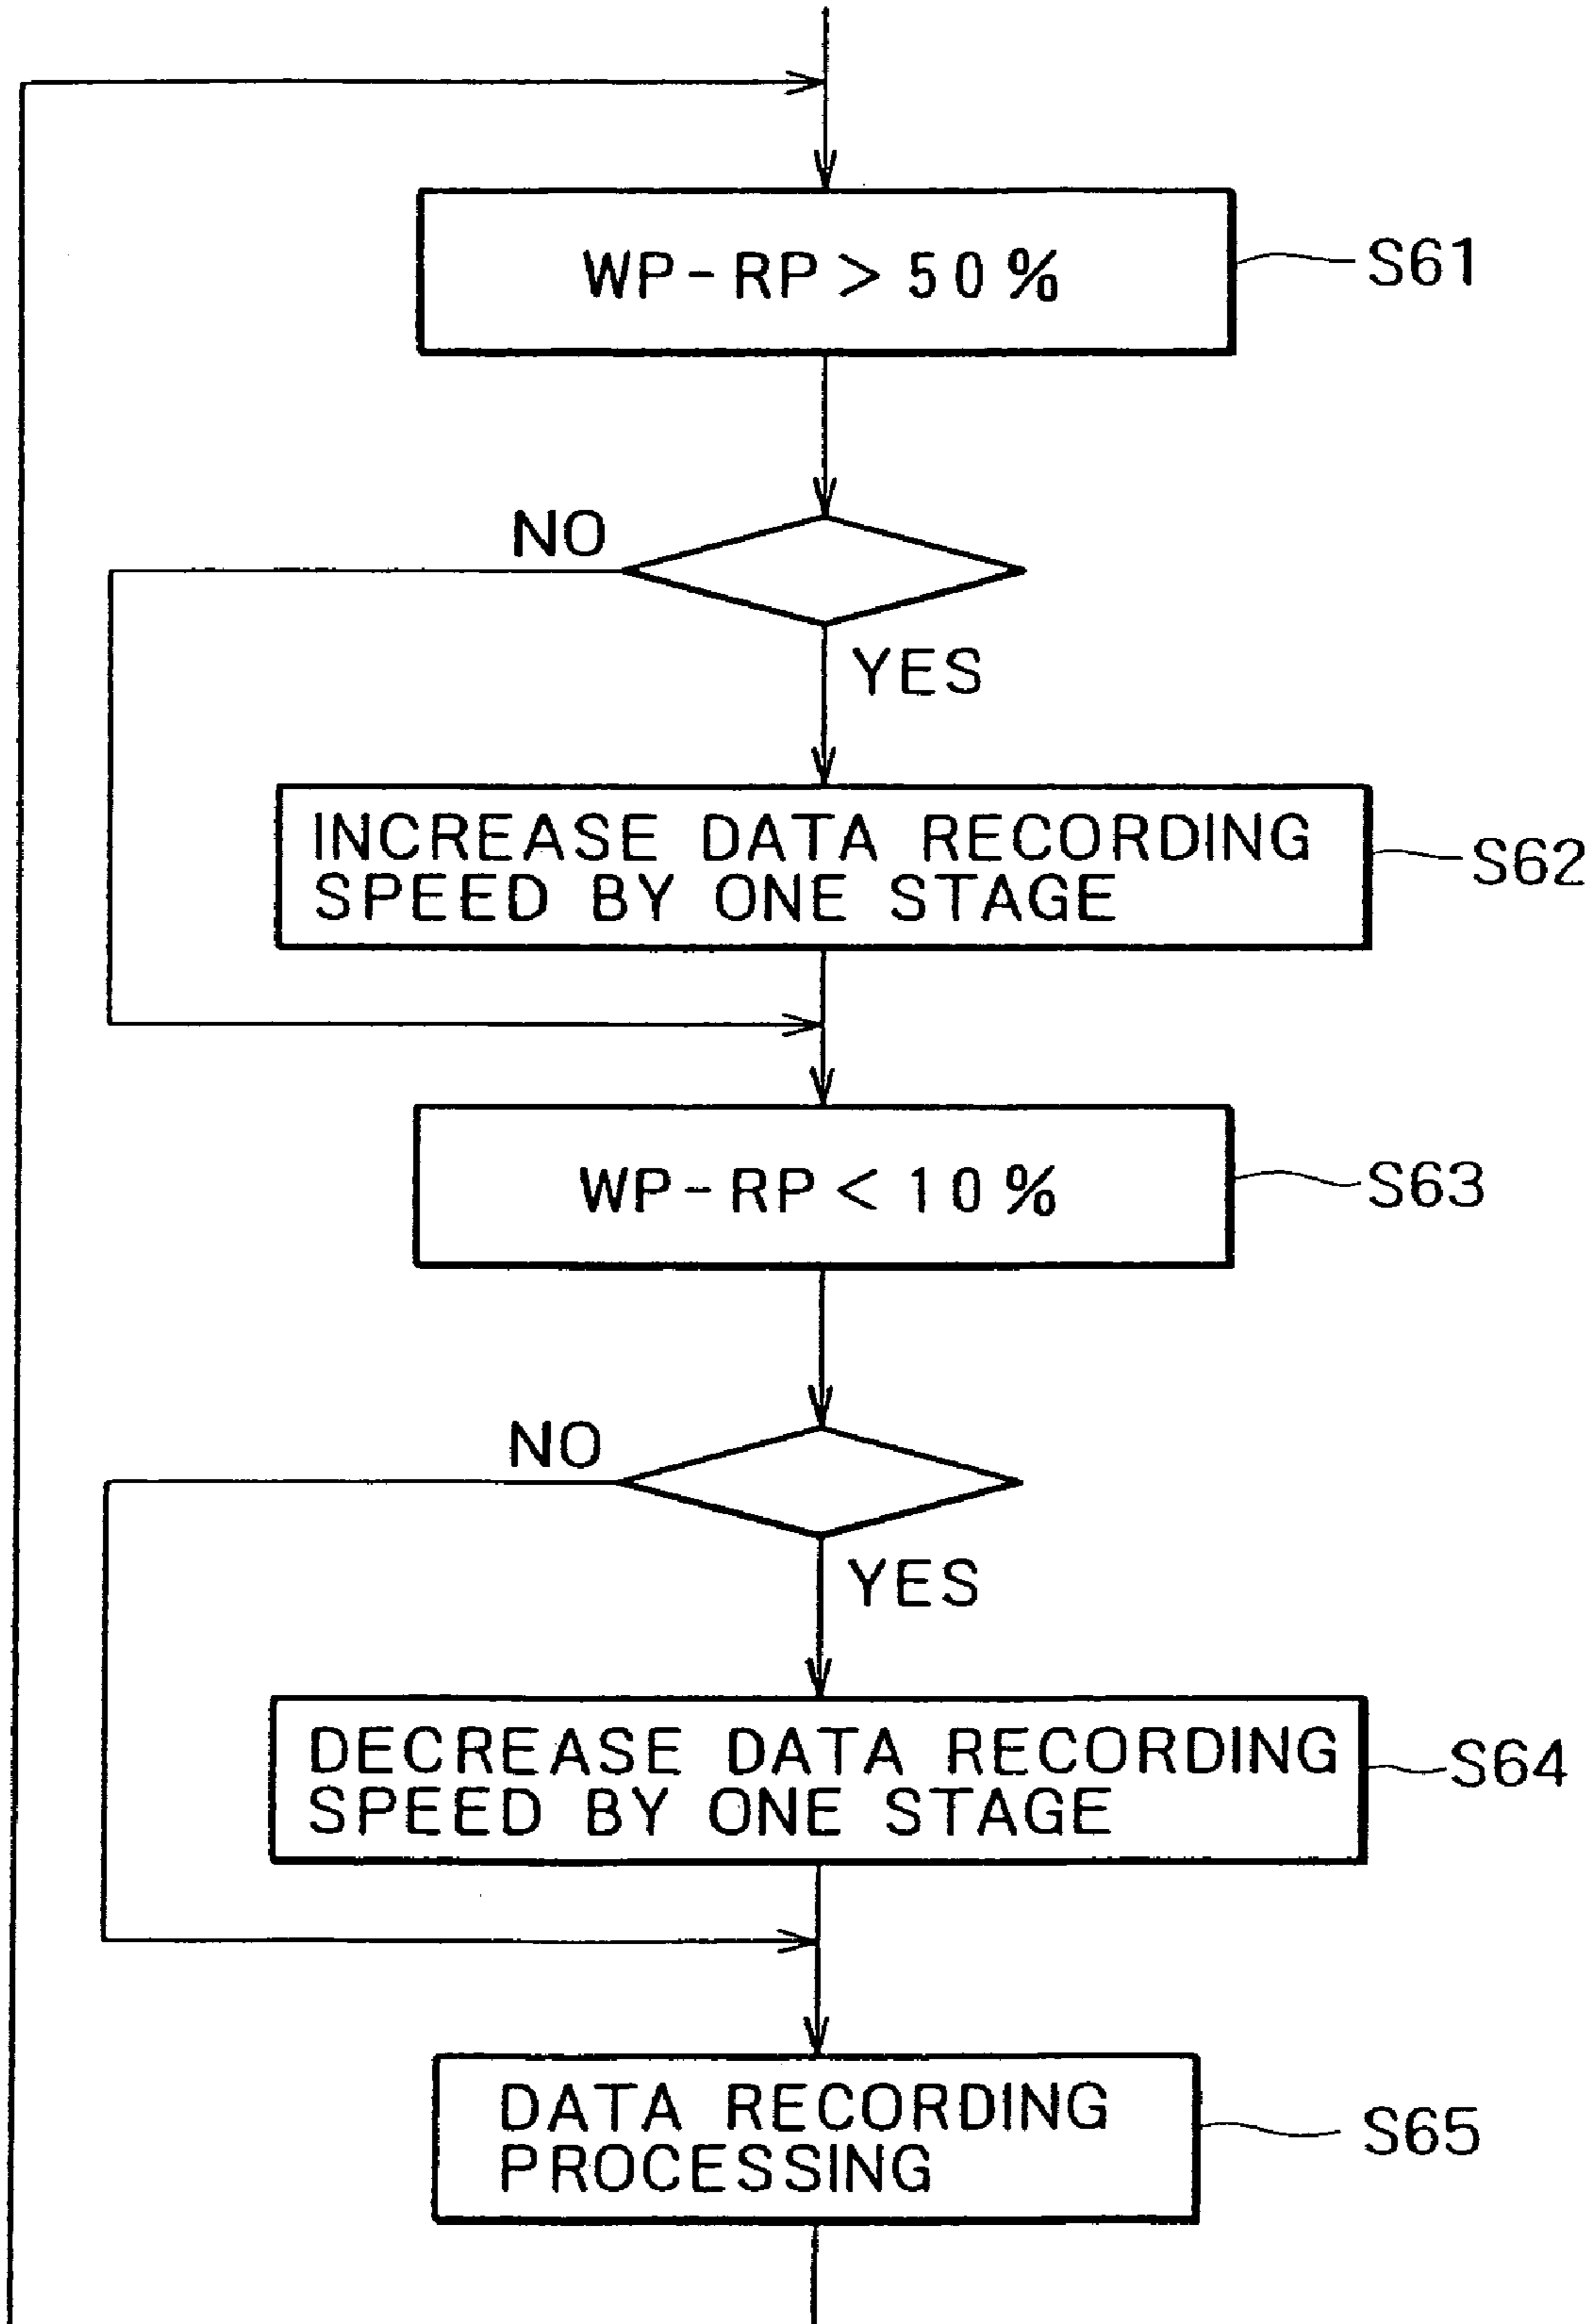 WP-RP > 50%
S61
NO
YES
INCREASE DATA RECORDING
SPEED BY ONE STAGE
S62
WP-RP < 10%
S63
NO
YES
DECREASE DATA RECORDING
SPEED BY ONE STAGE
S64
DATA RECORDING
PROCESSING
S65